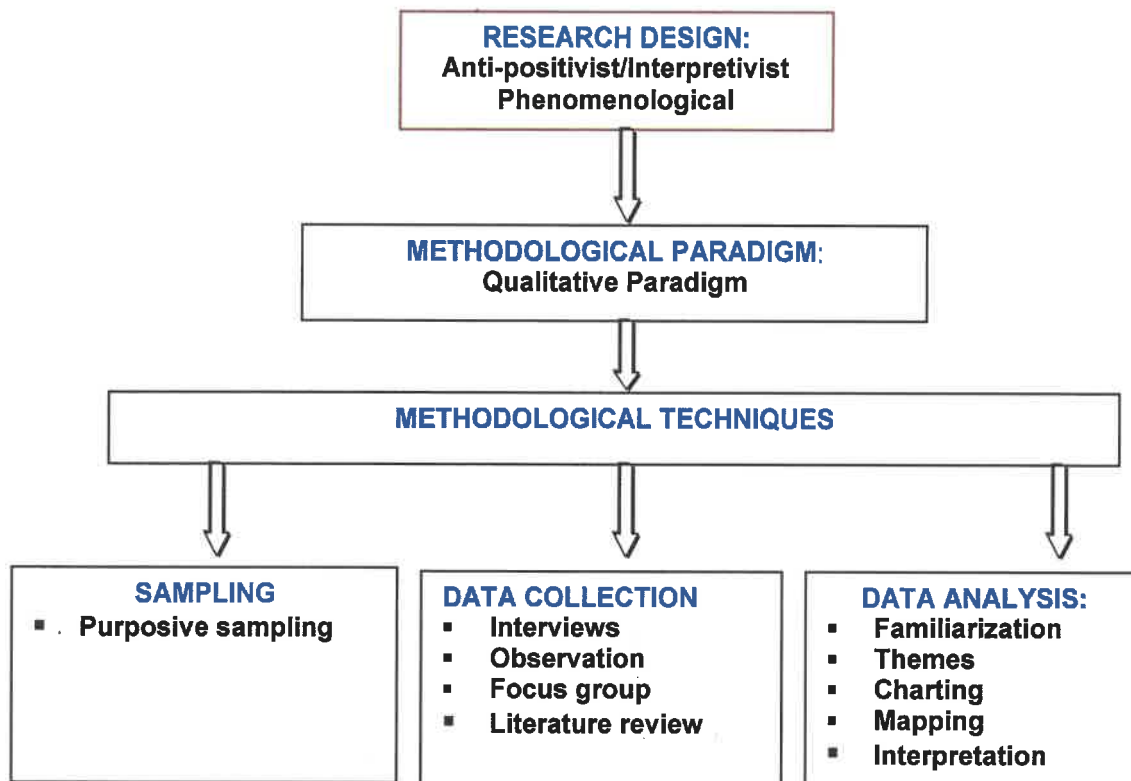 RESEARCH DESIGN:
Anti-positivist/Interpretivist
Phenomenological
METHODOLOGICAL PARADIGM:
Qualitative Paradigm
METHODOLOGICAL TECHNIQUES
SAMPLING
▪ Purposive sampling
DATA COLLECTION
▪ Interviews
▪ Observation
▪ Focus group
▪ Literature review
DATA ANALYSIS:
▪ Familiarization
▪ Themes
▪ Charting
▪ Mapping
▪ Interpretation